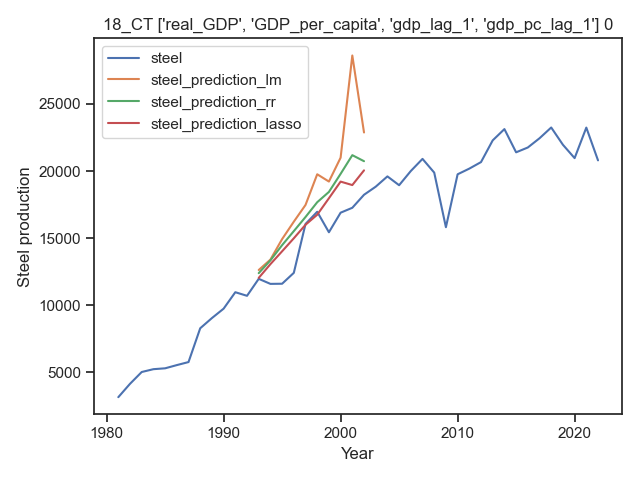 18_CT ['real_GDP', 'GDP_per_capita', 'gdp_lag_1', 'gdp_pc_lag_1'] 0
steel
steel_prediction_lm
steel_prediction_rr
steel_prediction_lasso
Steel production
25000
20000
15000
10000
5000
1980
1990
2000
2010
2020
Year